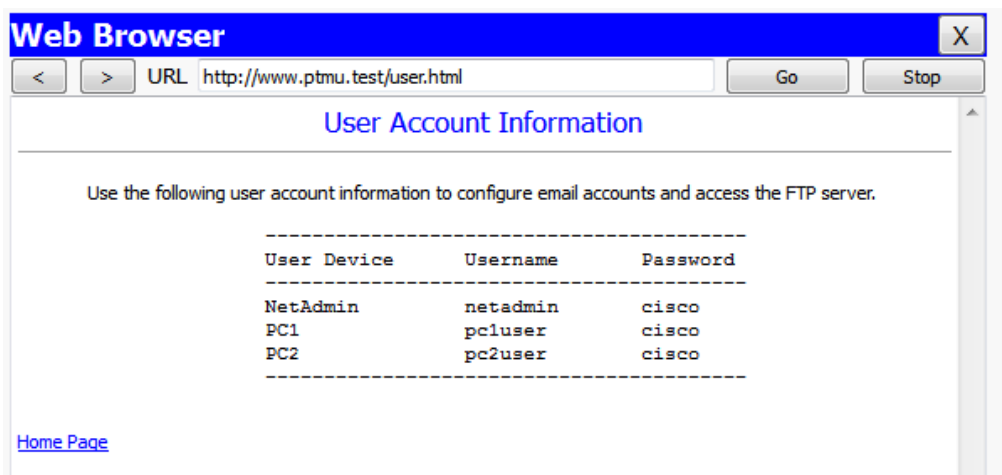 Web Browser X
< > URL http://www.ptmu.test/user.html Go Stop
User Account Information
Use the following user account information to configure email accounts and access the FTP server.
-----------------------------------------
User Device Username Password
-----------------------------------------
NetAdmin netadmin cisco
PC1 pc1user cisco
PC2 pc2user cisco
-----------------------------------------
Home Page